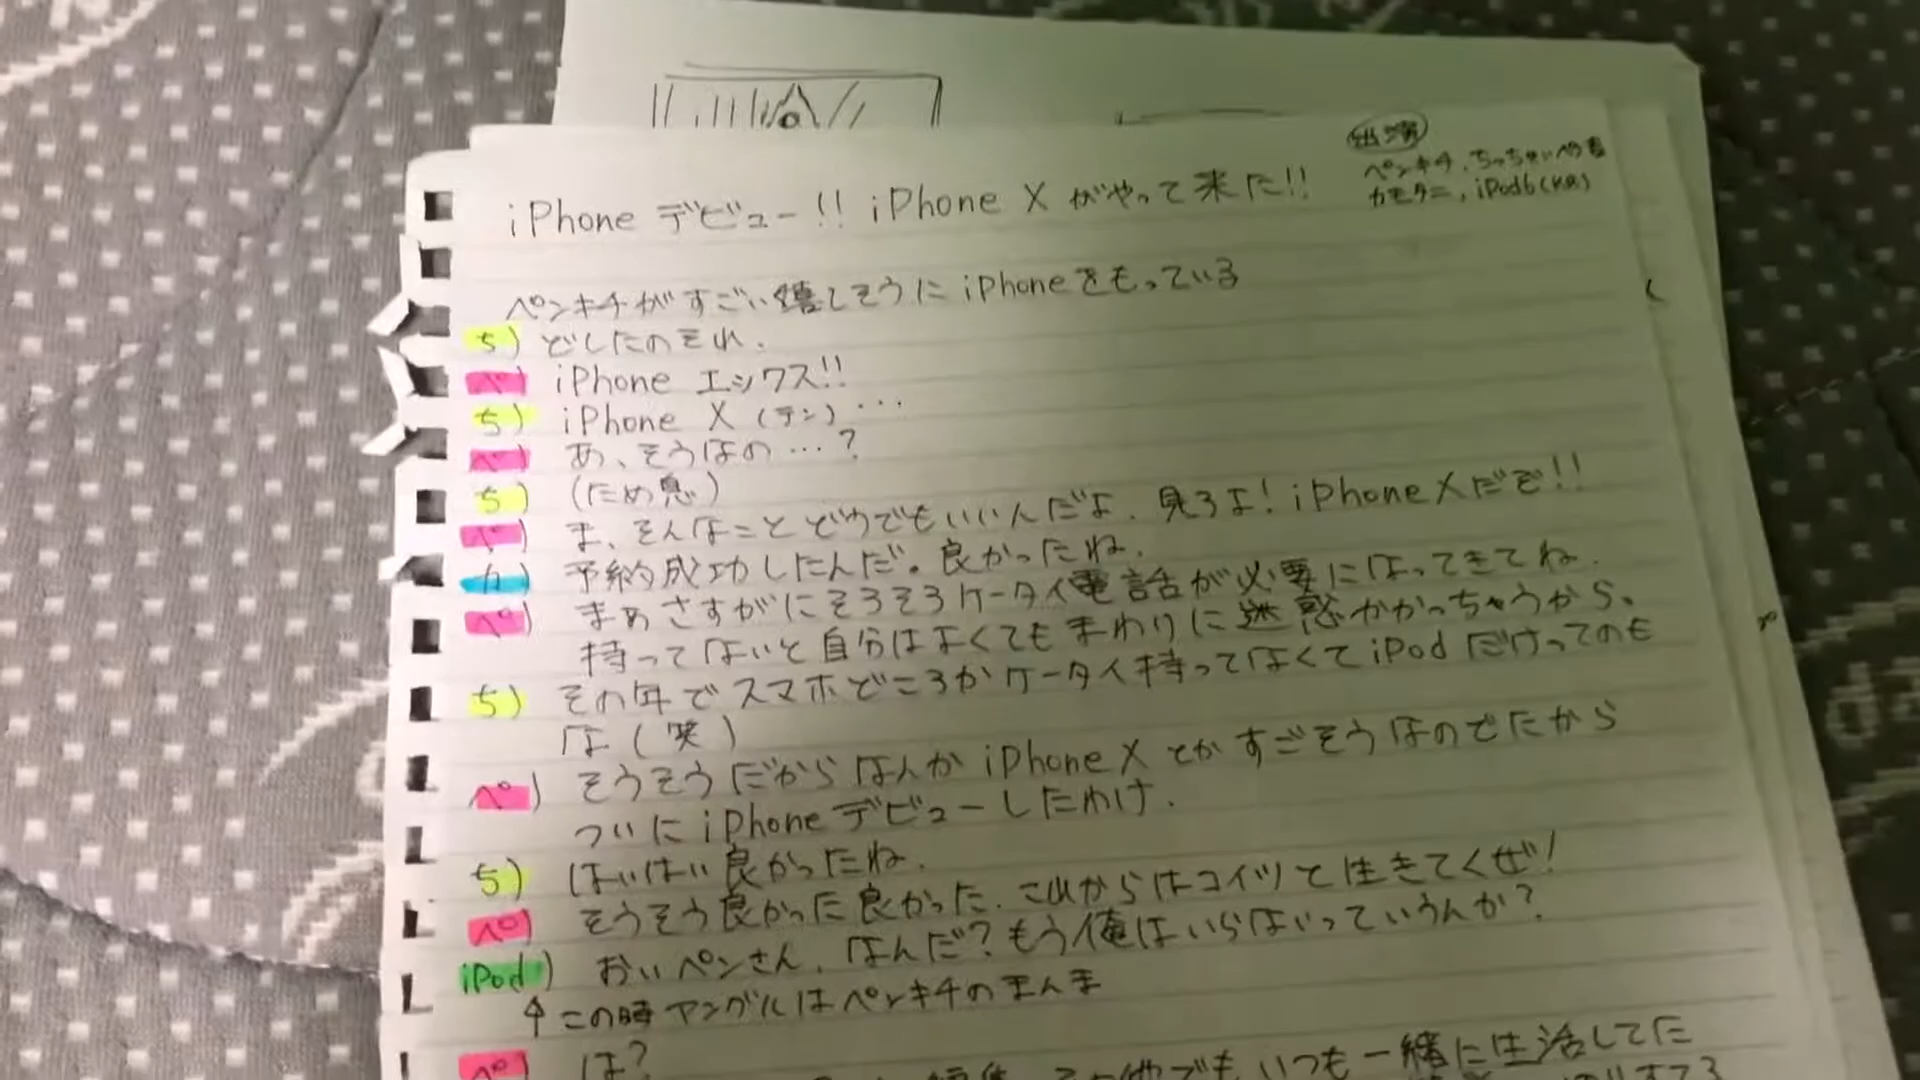 出演
ペンキチ、ちっちゃいペン吉
カモタニ, iPod6(KR)
iPhone デビュー!! iPhone X がやって来た!!
ペンキチがすごい嬉しそうに iPhoneをもっている
ち) どしたのそれ.
ペ) iPhone エックス!!
ち) iPhone X (テン)…
ペ) あ、そうなの…?
ち) (ため息)
ペ) ま、そんなことどうでもいいんだよ. 見ろよ! iPhone Xだぞ!!
カ) 予約成功したんだ。良かったね.
ペ) まぁさすがにそろそろケータイ電話が必要になってきてね.
持ってないと自分はよくてもまわりに迷惑かかっちゃうから.
ち) その年でスマホどころかケータイ持ってなくてiPodだけってのも
な(笑)
ペ) そうそうだからなんか iPhone X とかすごそうなのでたから
ついにiPhoneデビューしたわけ.
ち) はいはい良かったね.
ペ) そうそう良かった良かった. これからはコイツと生きてくぜ!
iPod) おいペンさん. なんだ?もう俺はいらないっていうんか?
↑この時アングルはペンキチのまんま
ペ) は?
いつも一緒に生活してた